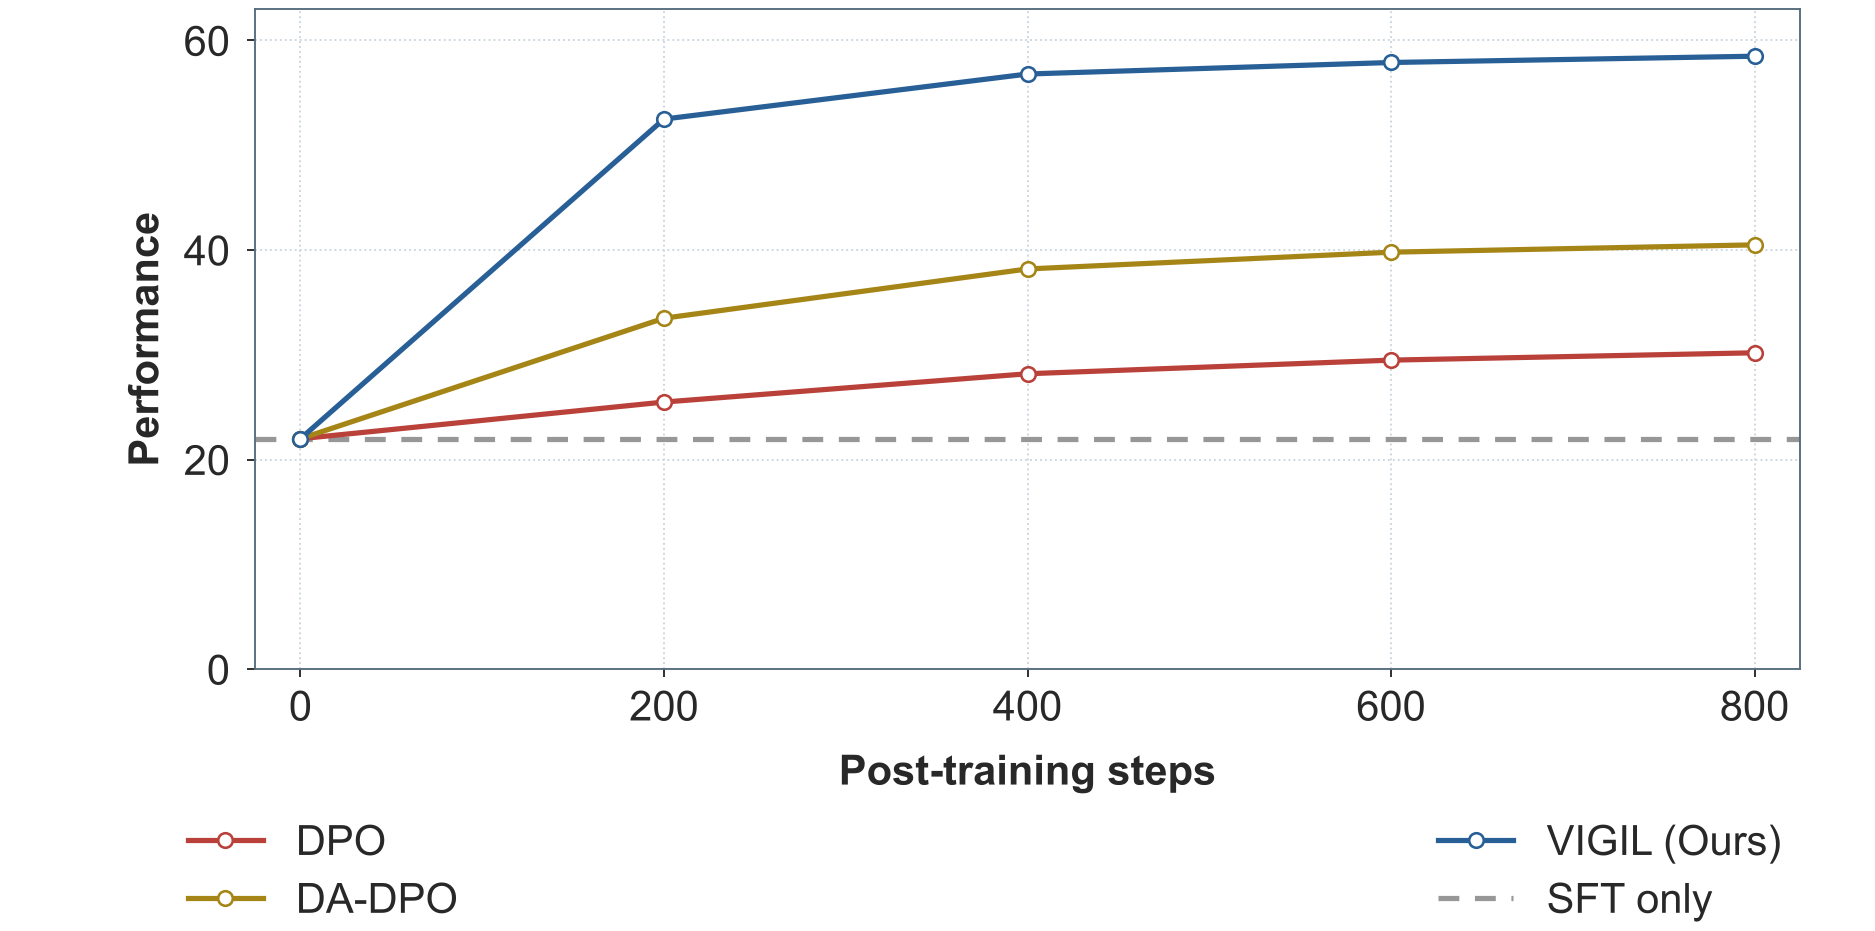 60
40
20
0
Performance
0 200 400 600 800
Post-training steps
DPO
DA-DPO
VIGIL (Ours)
SFT only